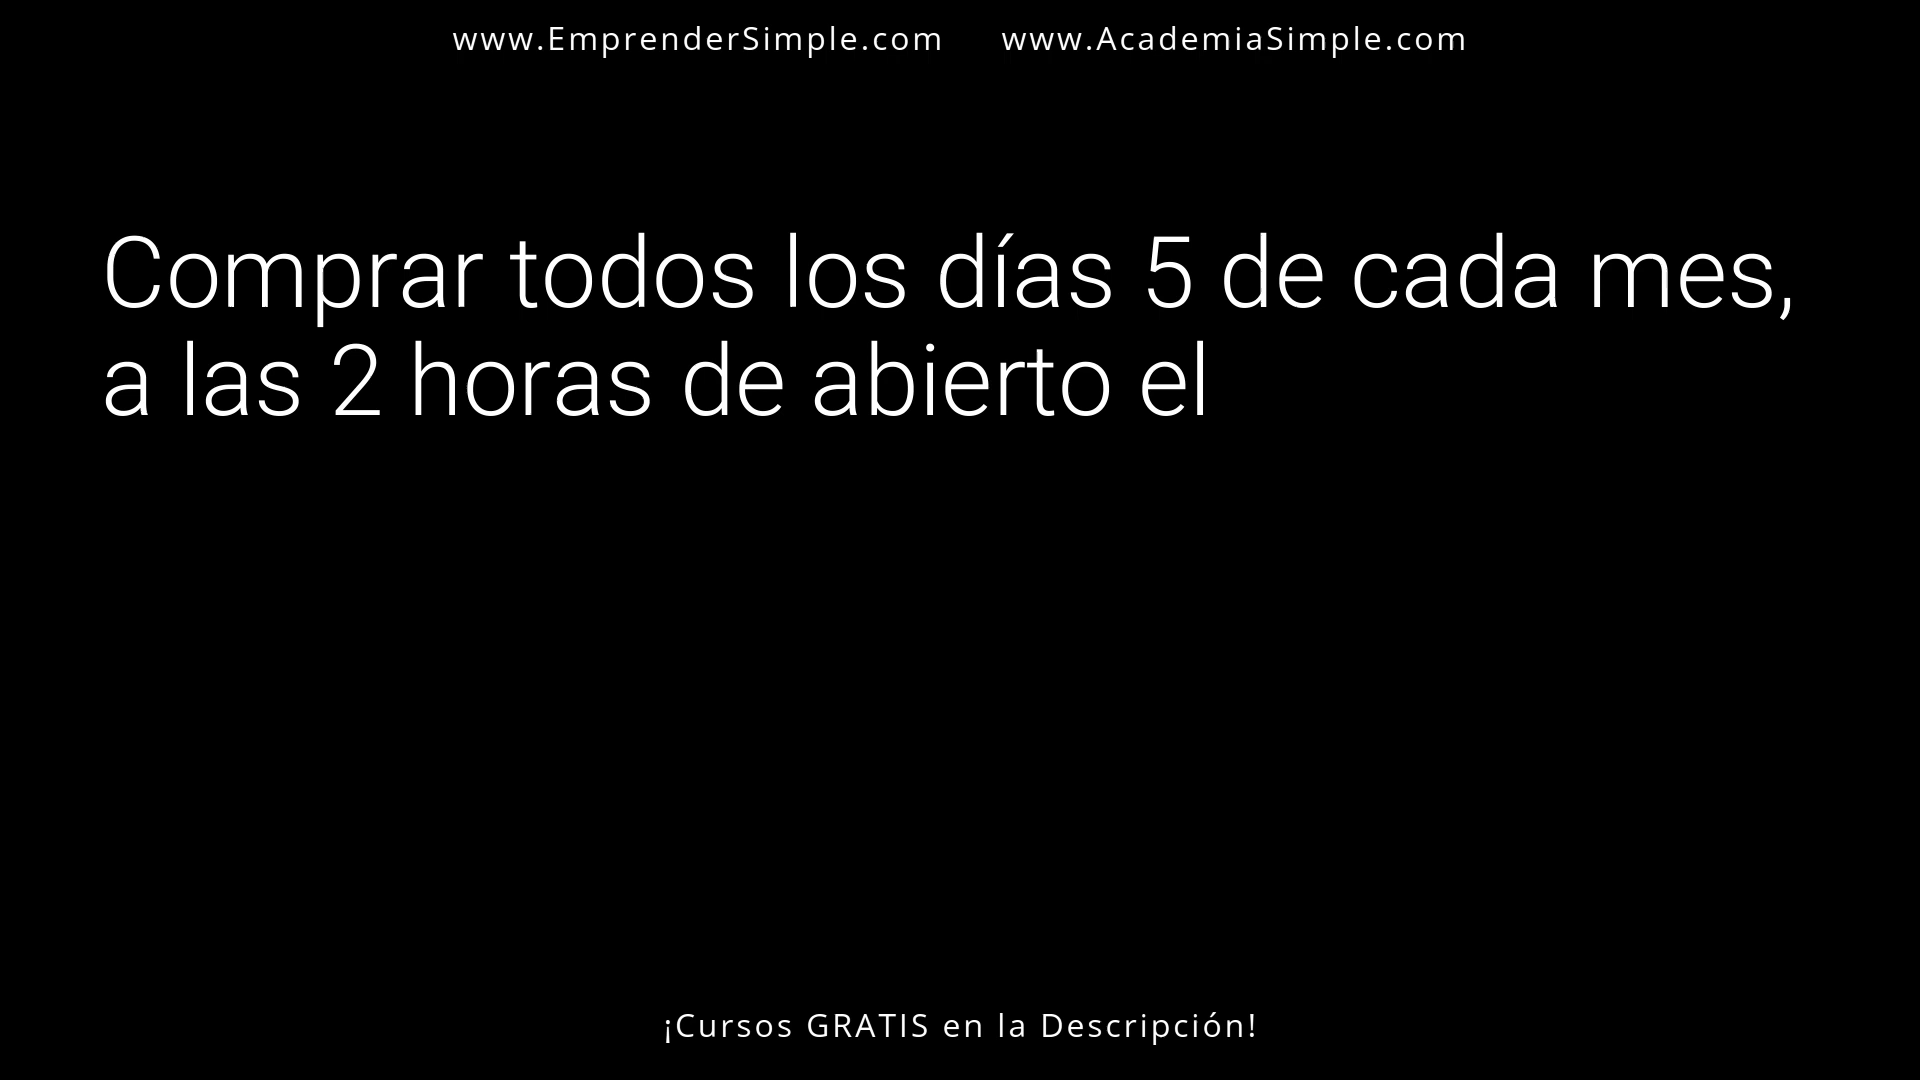 www.EmprenderSimple.com www.AcademiaSimple.com
Comprar todos los días 5 de cada mes,
a las 2 horas de abierto el
¡Cursos GRATIS en la Descripción!